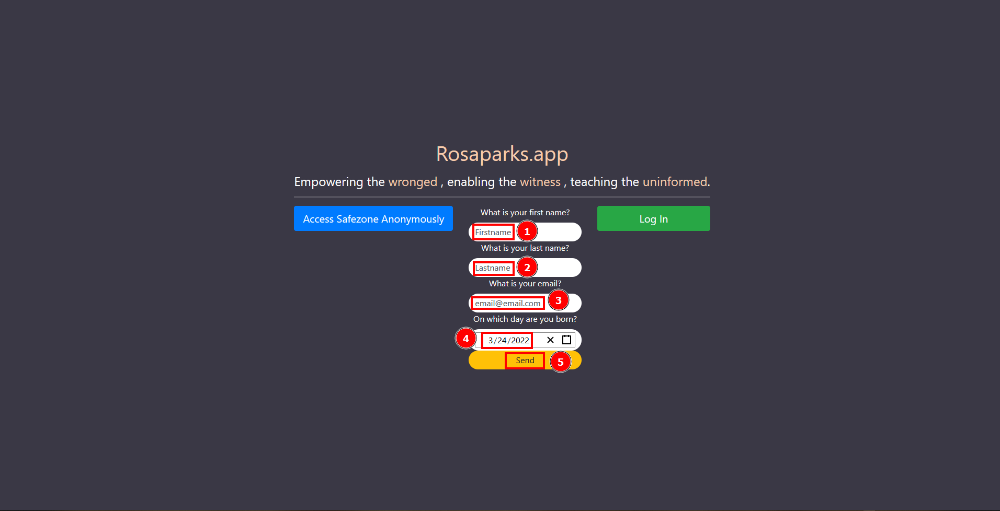 Rosaparks.app
Empowering the wronged , enabling the witness , teaching the uninformed.
Access Safezone Anonymously
What is your first name?
Firstname 1
What is your last name?
Lastname 2
What is your email?
email@email.com 3
On which day are you born?
4 3/24/2022
Send 5
Log In